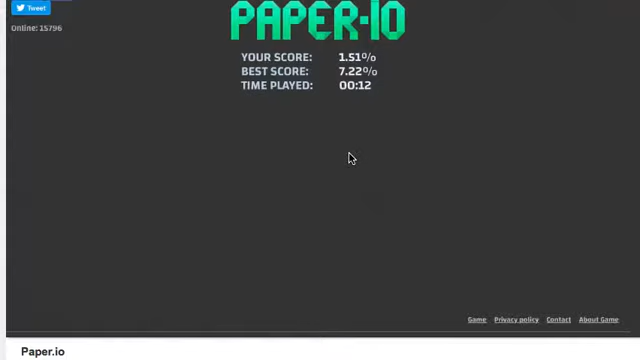 Tweet
Online: 15796
PAPER-IO
YOUR SCORE: 1.51%
BEST SCORE: 7.22%
TIME PLAYED: 00:12
Game Privacy policy Contact About Game
Paper.io